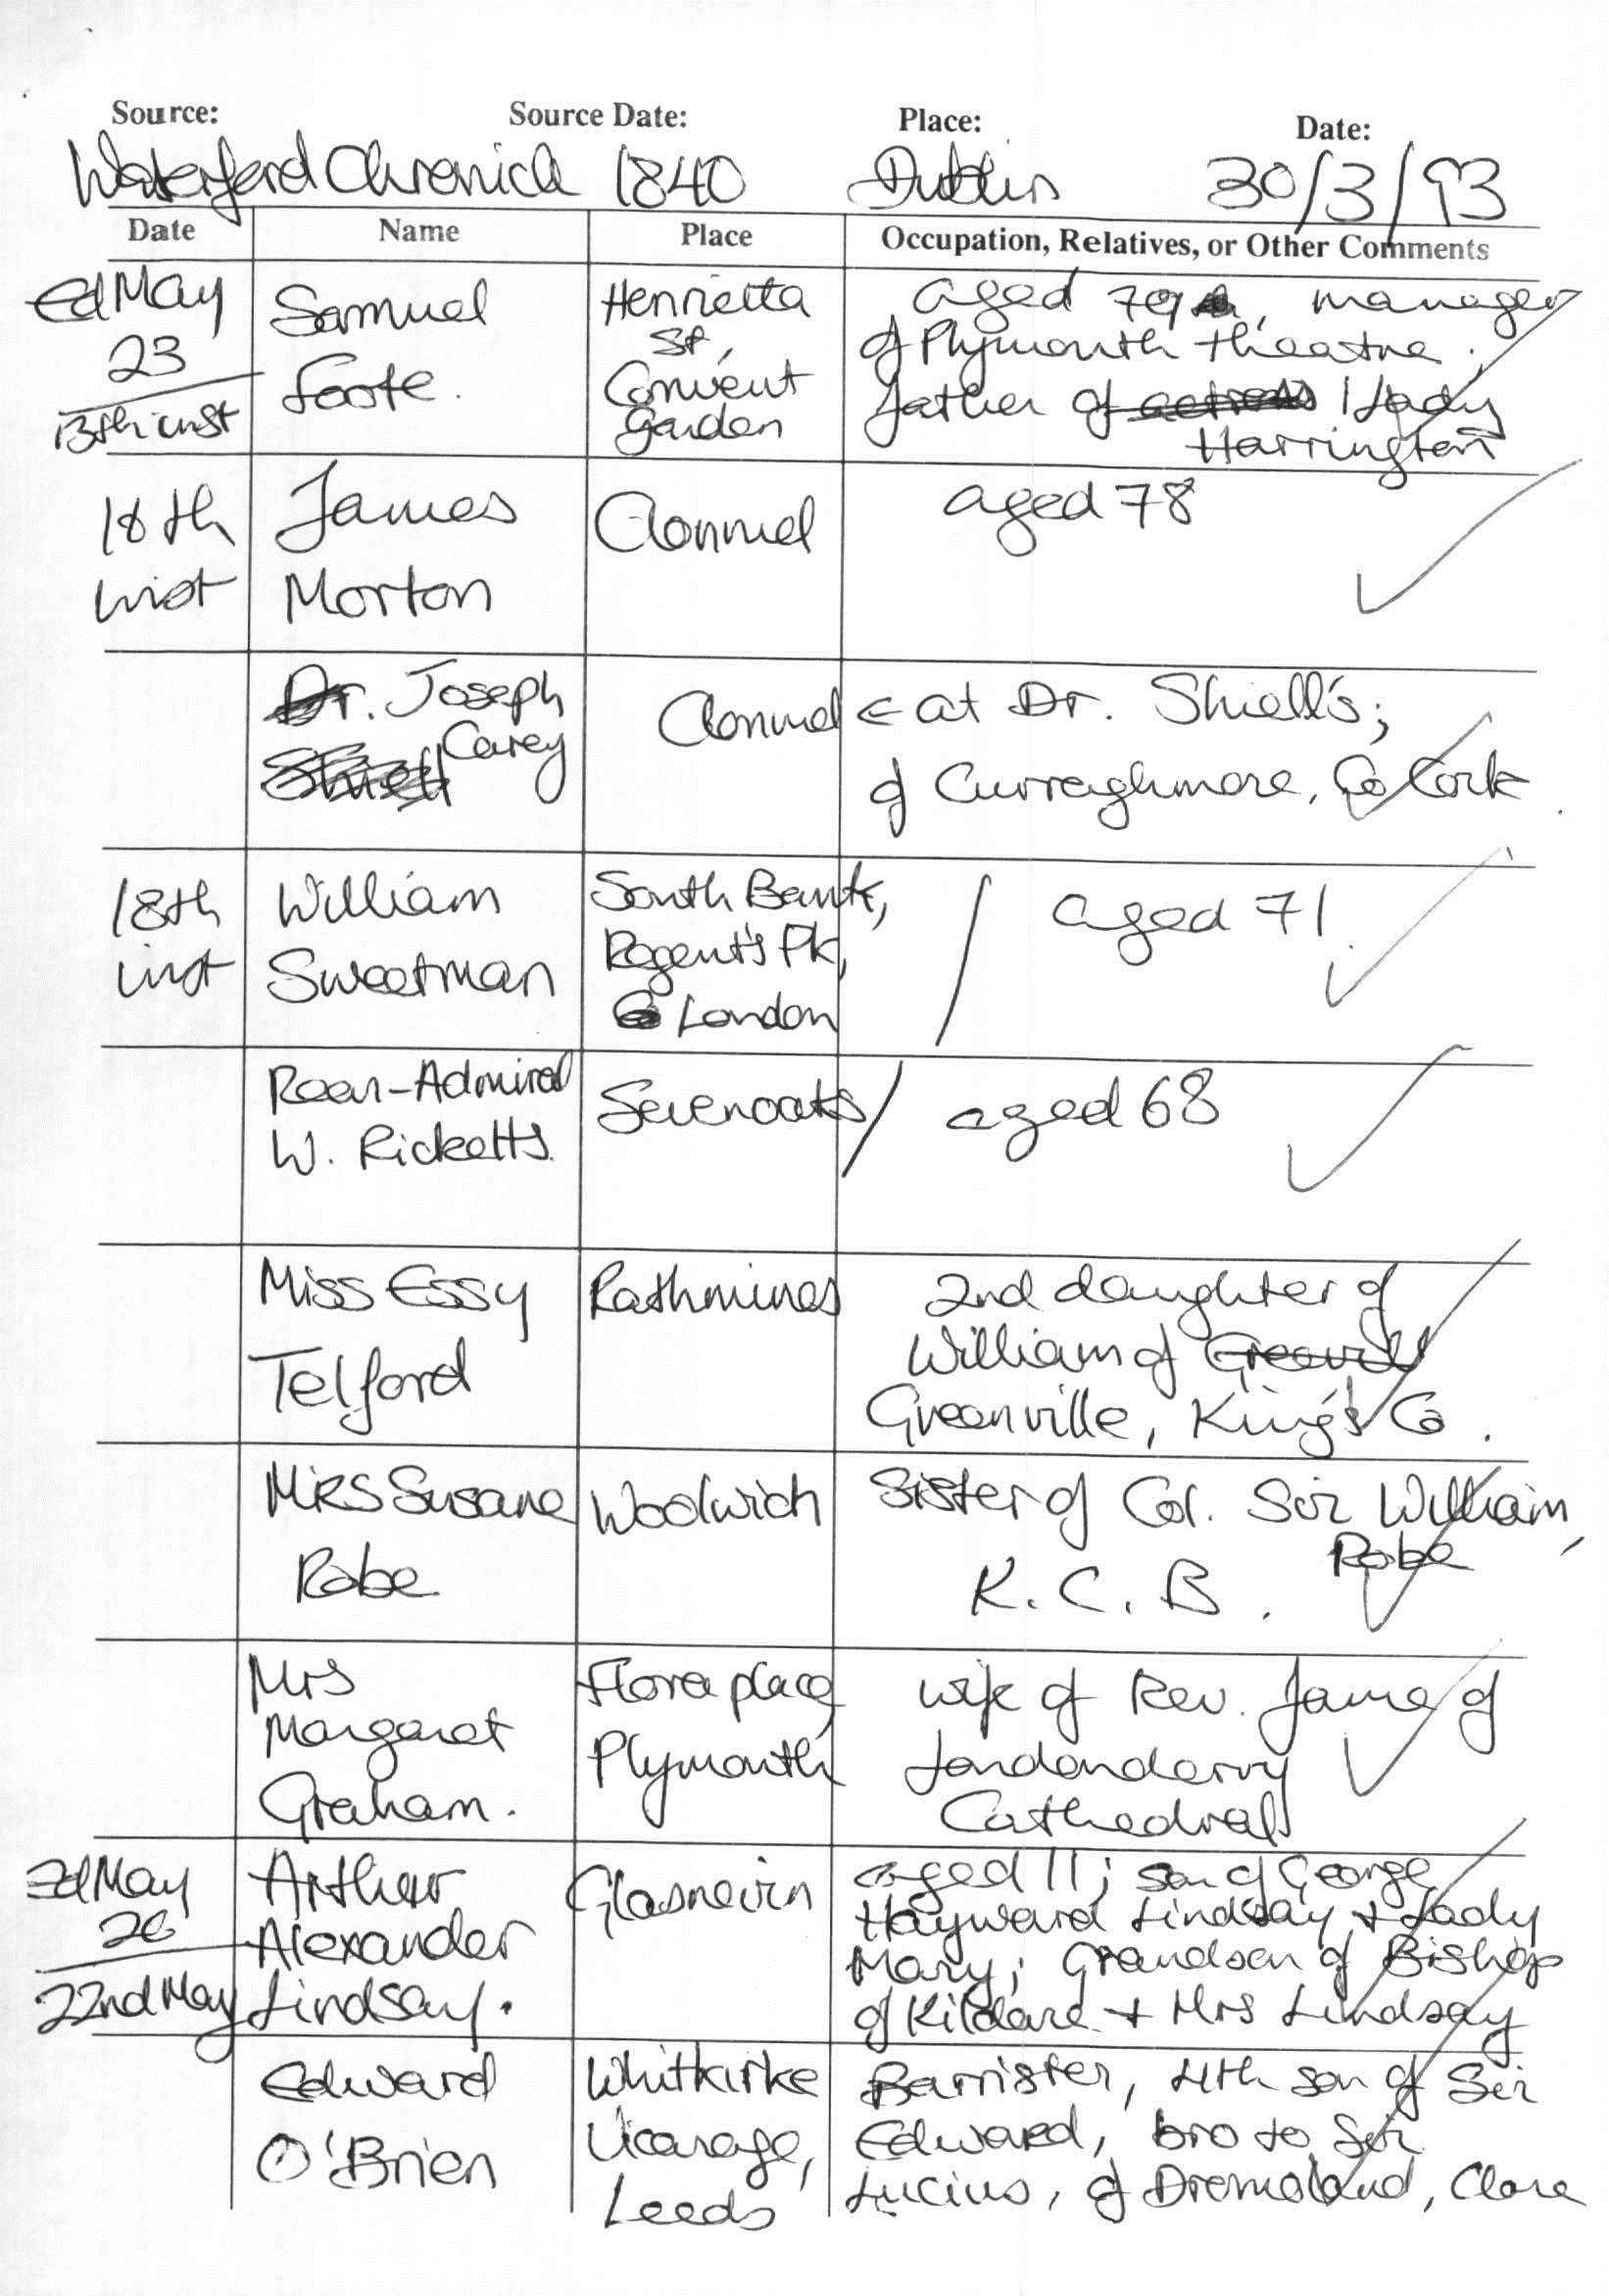 Source: Source Date: Place: Date:
Waterford Chronicle 1840 Dublin 30/3/93
Date Name Place Occupation, Relatives, or Other Comments
Ed May 23
13th inst
Samuel
Foote.
Henrietta
St,
Convent
Garden
aged 79, manager
of Plymouth theatre;
father of actress Lady
Harrington
18th
inst
James
Morton
Clonmel
aged 78
Dr. Joseph
Carey
Shiell
Clonmel
at Dr. Shiell's;
of Curraghmore, Co Cork.
18th
inst
William
Sweetman
South Bank,
Regent's Pk,
London
aged 71.
Rear-Admiral
W. Ricketts.
Sevenoaks
aged 68
Miss Essy
Telford
Rathmines
2nd daughter of
William of
Greenville, King's Co.
Mrs Susane
Robe
Woolwich
Sister of Col. Sir William,
Robe
K.C.B.
Mrs
Margaret
Graham.
Flora place
Plymouth
wife of Rev. Jame of
Londonderry
Cathedral
Ed May
26
22nd May
Arthur
Alexander
Lindsay.
Glasnevin
aged 11; son of George
Hayward Lindsay + Lady
Mary; Grandson of Bishop
of Kildare + Mrs Lindsay
Edward
O'Brien
Whitkirke
Vicarage,
Leeds
Barrister, 4th son of Sir
Edward, bro to Sir
Lucius, of Dromoland, Clare